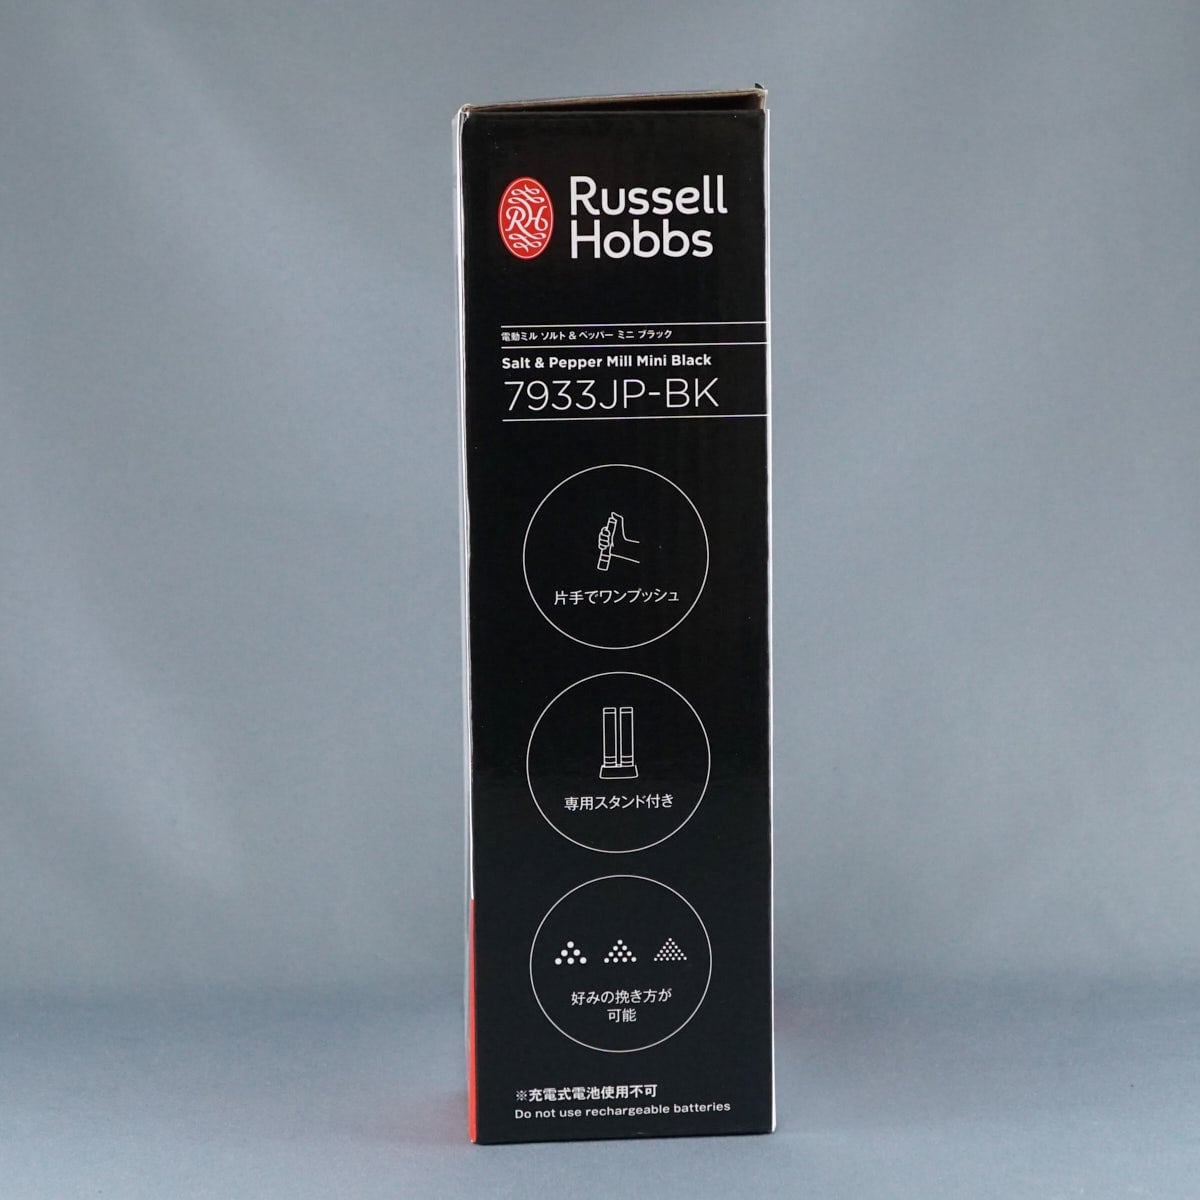 RH
Russell
Hobbs
電動ミル ソルト＆ペッパー ミニ ブラック
Salt & Pepper Mill Mini Black
7933JP-BK
片手でワンプッシュ
専用スタンド付き
好みの挽き方が
可能
※充電式電池使用不可
Do not use rechargeable batteries